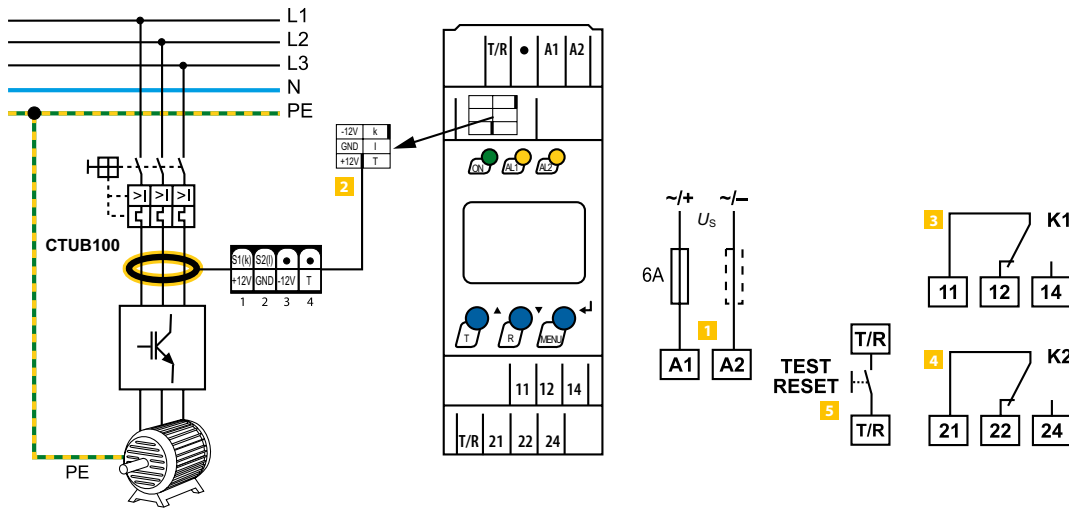 L1
L2
L3
N
PE
>I >I >I
CTUB100
S1(k) S2(l) ● ●
+12V GND -12V T
1 2 3 4
PE
-12V k
GND l
+12V T
2
T/R ● A1 A2
ON AL1 AL2
T R MENU
11 12 14
T/R 21 22 24
~/+ ~/–
US
6A
1
A1 A2
T/R
TEST
RESET
5
T/R
3 K1
11 12 14
4 K2
21 22 24